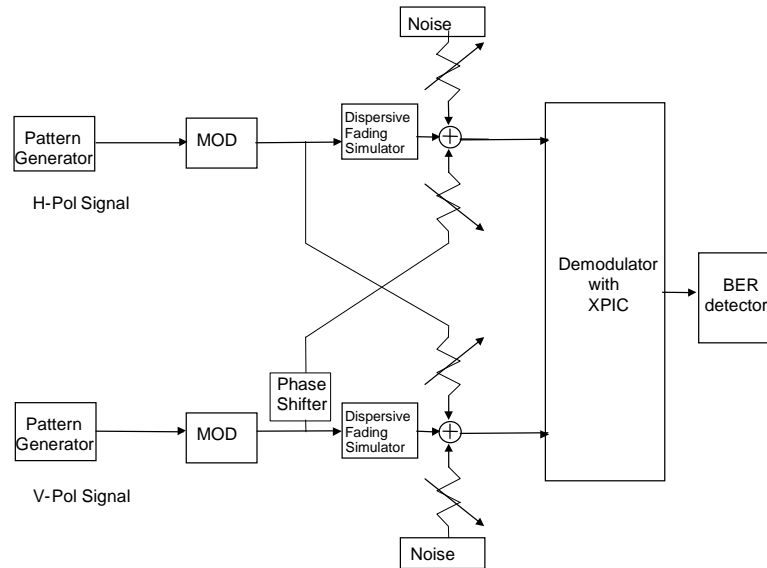 Noise
Pattern
Generator
MOD
Dispersive
Fading
Simulator
H-Pol Signal
Demodulator
with
XPIC
BER
detector
Phase
Shifter
Pattern
Generator
MOD
Dispersive
Fading
Simulator
V-Pol Signal
Noise